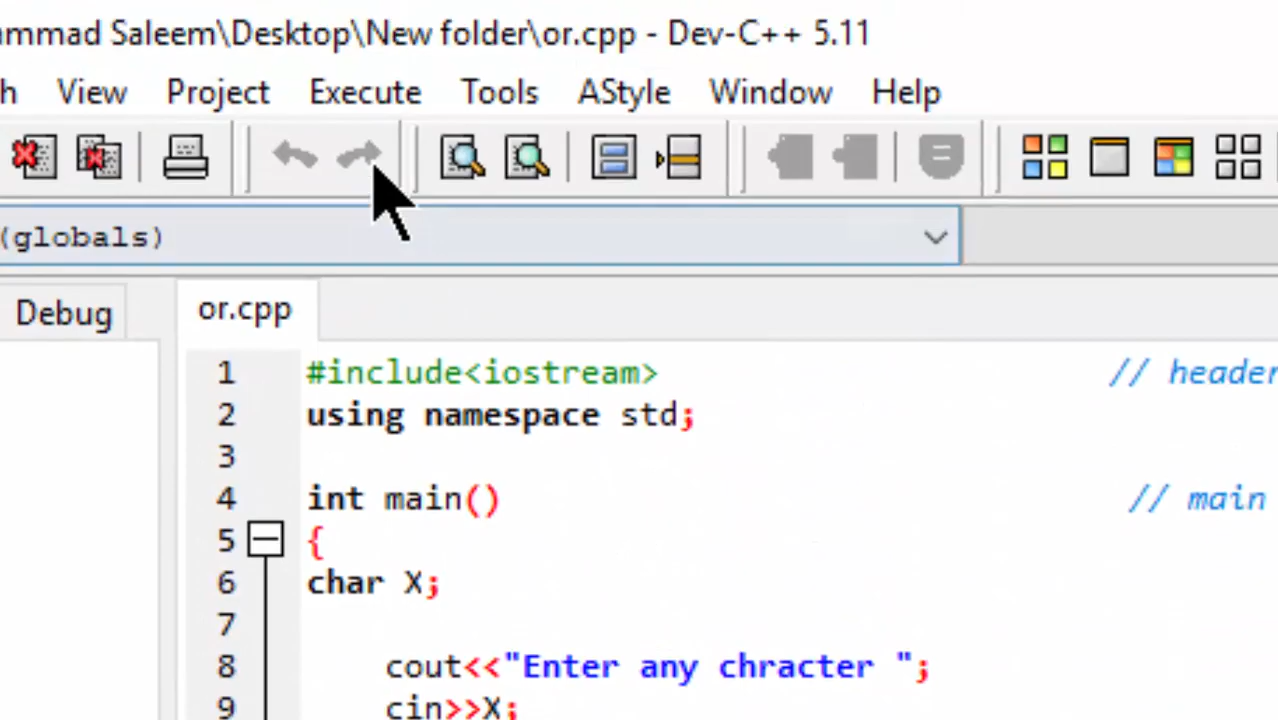 ammad Saleem\Desktop\New folder\or.cpp - Dev-C++ 5.11
h View Project Execute Tools AStyle Window Help
(globals)
Debug or.cpp
1 #include<iostream> // header
2 using namespace std;
3
4 int main() // main
5 {
6 char X;
7
8 cout<<"Enter any chracter ";
9 cin>>X;